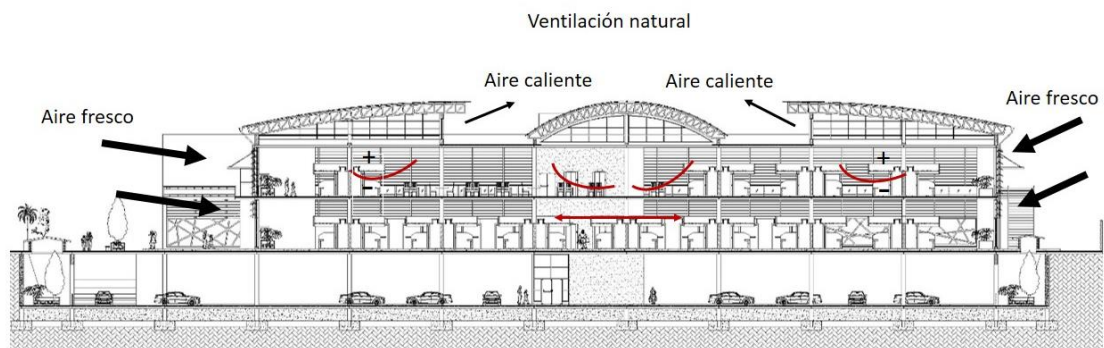 Ventilación natural
Aire caliente
Aire caliente
Aire fresco
Aire fresco
+
+
-
-